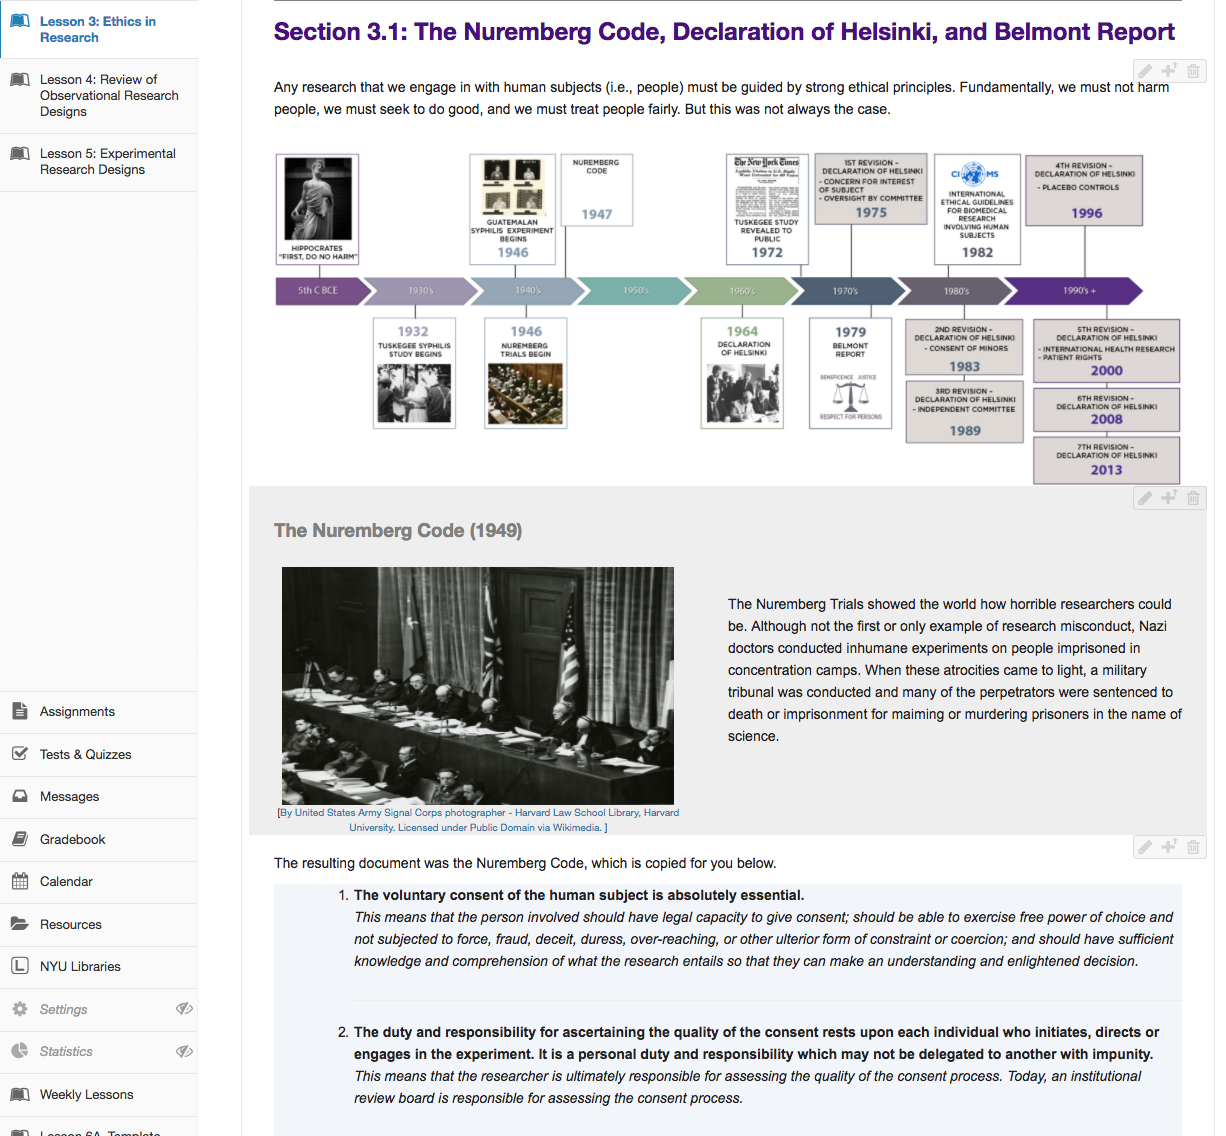 Lesson 3: Ethics in
Research
Lesson 4: Review of
Observational Research
Designs
Lesson 5: Experimental
Research Designs
Assignments
Tests & Quizzes
Messages
Gradebook
Calendar
Resources
NYU Libraries
Settings
Statistics
Weekly Lessons
Lesson 6A Template
Section 3.1: The Nuremberg Code, Declaration of Helsinki, and Belmont Report
Any research that we engage in with human subjects (i.e., people) must be guided by strong ethical principles. Fundamentally, we must not harm
people, we must seek to do good, and we must treat people fairly. But this was not always the case.
HIPPOCRATES
"FIRST, DO NO HARM"
GUATEMALAN
SYPHILIS EXPERIMENT
BEGINS
1946
NUREMBERG
CODE
1947
The New York Times
TUSKEGEE STUDY
REVEALED TO
PUBLIC
1972
1ST REVISION -
DECLARATION OF HELSINKI
- CONCERN FOR INTEREST
OF SUBJECT
- OVERSIGHT BY COMMITTEE
1975
CIOMS
INTERNATIONAL
ETHICAL GUIDELINES
FOR BIOMEDICAL
RESEARCH
INVOLVING HUMAN
SUBJECTS
1982
4TH REVISION -
DECLARATION OF HELSINKI
- PLACEBO CONTROLS
1996
5th C BCE
1930's
1940's
1950's
1960's
1970's
1980's
1990's +
1932
TUSKEGEE SYPHILIS
STUDY BEGINS
1946
NUREMBERG
TRIALS BEGIN
1964
DECLARATION
OF HELSINKI
1979
BELMONT
REPORT
BENEFICENCE JUSTICE
RESPECT FOR PERSONS
2ND REVISION -
DECLARATION OF HELSINKI
- CONSENT OF MINORS
1983
3RD REVISION -
DECLARATION OF HELSINKI
- INDEPENDENT COMMITTEE
1989
5TH REVISION -
DECLARATION OF HELSINKI
- INTERNATIONAL HEALTH RESEARCH
- PATIENT RIGHTS
2000
6TH REVISION -
DECLARATION OF HELSINKI
2008
7TH REVISION -
DECLARATION OF HELSINKI
2013
The Nuremberg Code (1949)
The Nuremberg Trials showed the world how horrible researchers could
be. Although not the first or only example of research misconduct, Nazi
doctors conducted inhumane experiments on people imprisoned in
concentration camps. When these atrocities came to light, a military
tribunal was conducted and many of the perpetrators were sentenced to
death or imprisonment for maiming or murdering prisoners in the name of
science.
[By United States Army Signal Corps photographer - Harvard Law School Library, Harvard
University. Licensed under Public Domain via Wikimedia. ]
The resulting document was the Nuremberg Code, which is copied for you below.
1. The voluntary consent of the human subject is absolutely essential.
This means that the person involved should have legal capacity to give consent; should be able to exercise free power of choice and
not subjected to force, fraud, deceit, duress, over-reaching, or other ulterior form of constraint or coercion; and should have sufficient
knowledge and comprehension of what the research entails so that they can make an understanding and enlightened decision.
2. The duty and responsibility for ascertaining the quality of the consent rests upon each individual who initiates, directs or
engages in the experiment. It is a personal duty and responsibility which may not be delegated to another with impunity.
This means that the researcher is ultimately responsible for assessing the quality of the consent process. Today, an institutional
review board is responsible for assessing the consent process.